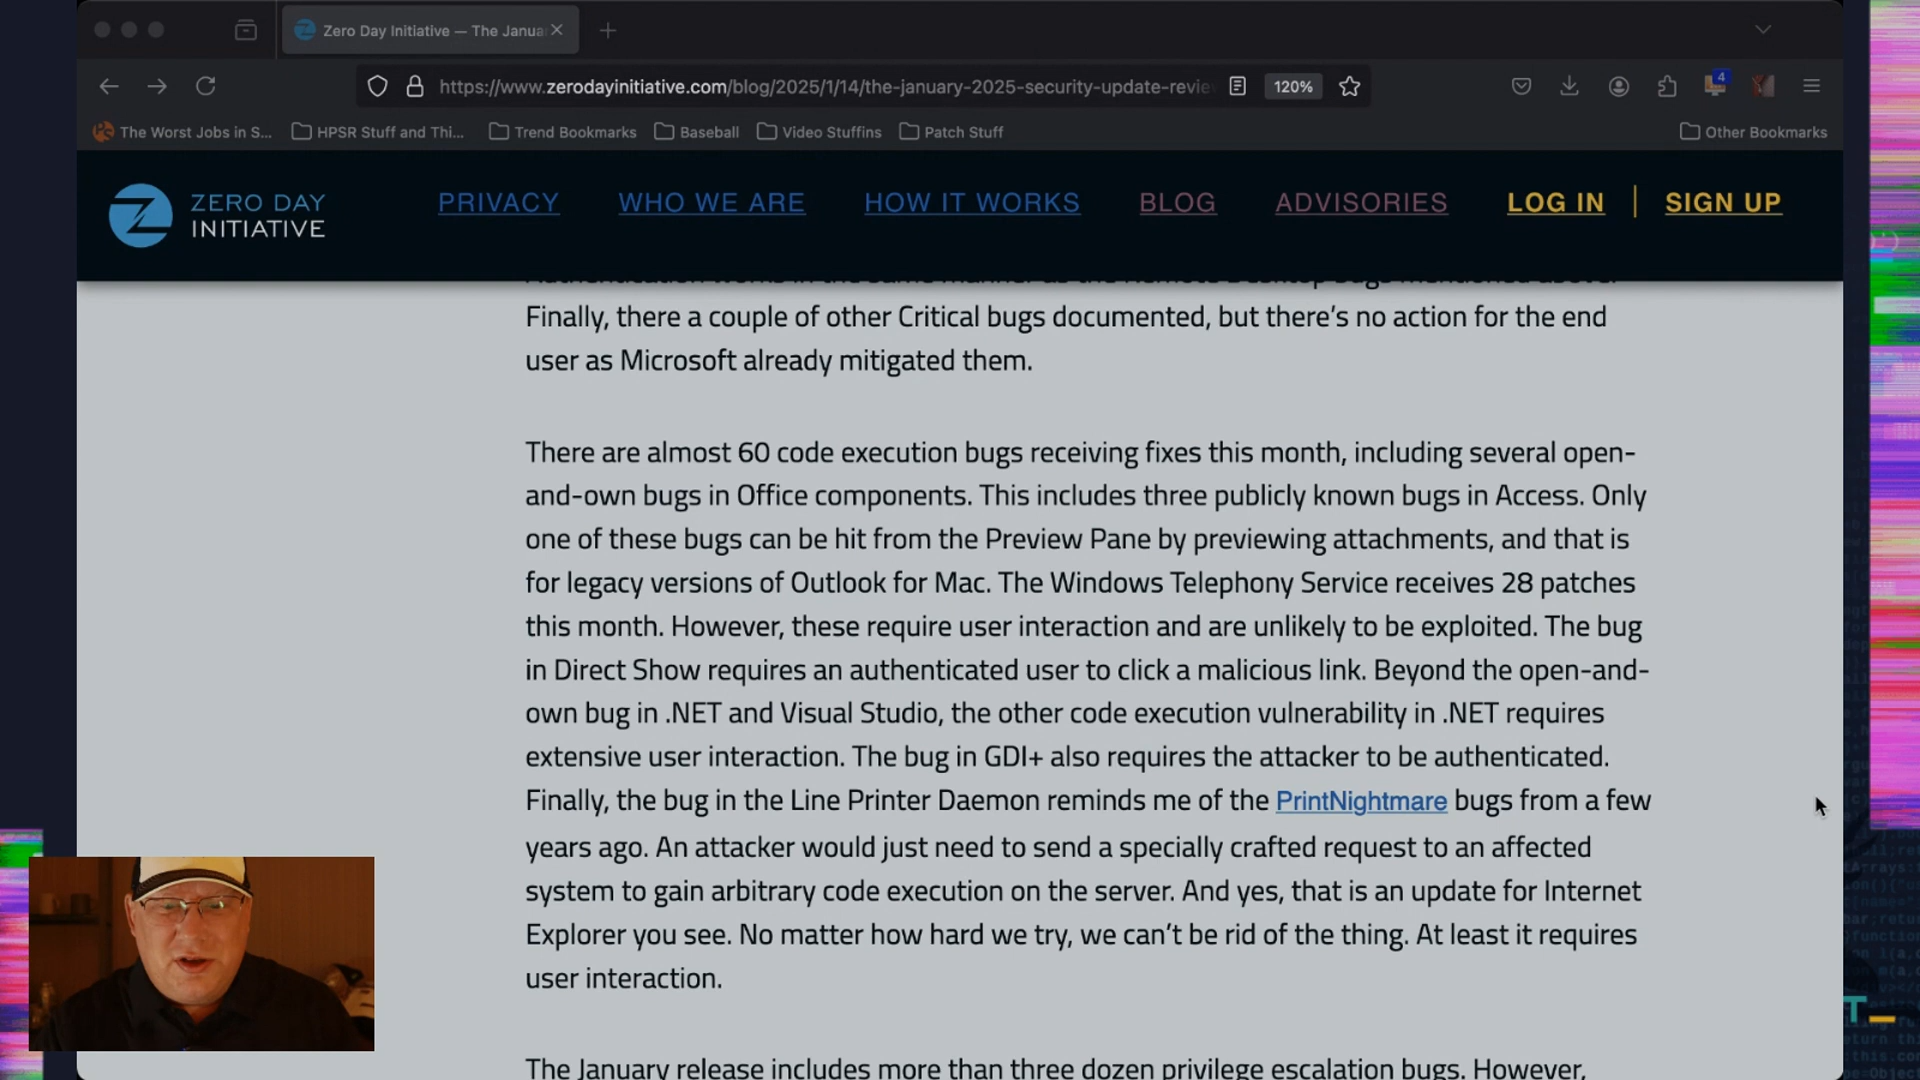 Zero Day Initiative — The Janua
https://www.zerodayinitiative.com/blog/2025/1/14/the-january-2025-security-update-revie
120%
4
The Worst Jobs in S...
HPSR Stuff and Thi...
Trend Bookmarks
Baseball
Video Stuffins
Patch Stuff
Other Bookmarks
ZERO DAY
INITIATIVE
PRIVACY
WHO WE ARE
HOW IT WORKS
BLOG
ADVISORIES
LOG IN
SIGN UP
Finally, there a couple of other Critical bugs documented, but there's no action for the end
user as Microsoft already mitigated them.
There are almost 60 code execution bugs receiving fixes this month, including several open-
and-own bugs in Office components. This includes three publicly known bugs in Access. Only
one of these bugs can be hit from the Preview Pane by previewing attachments, and that is
for legacy versions of Outlook for Mac. The Windows Telephony Service receives 28 patches
this month. However, these require user interaction and are unlikely to be exploited. The bug
in Direct Show requires an authenticated user to click a malicious link. Beyond the open-and-
own bug in .NET and Visual Studio, the other code execution vulnerability in .NET requires
extensive user interaction. The bug in GDI+ also requires the attacker to be authenticated.
Finally, the bug in the Line Printer Daemon reminds me of the PrintNightmare bugs from a few
years ago. An attacker would just need to send a specially crafted request to an affected
system to gain arbitrary code execution on the server. And yes, that is an update for Internet
Explorer you see. No matter how hard we try, we can't be rid of the thing. At least it requires
user interaction.
The January release includes more than three dozen privilege escalation bugs. However,